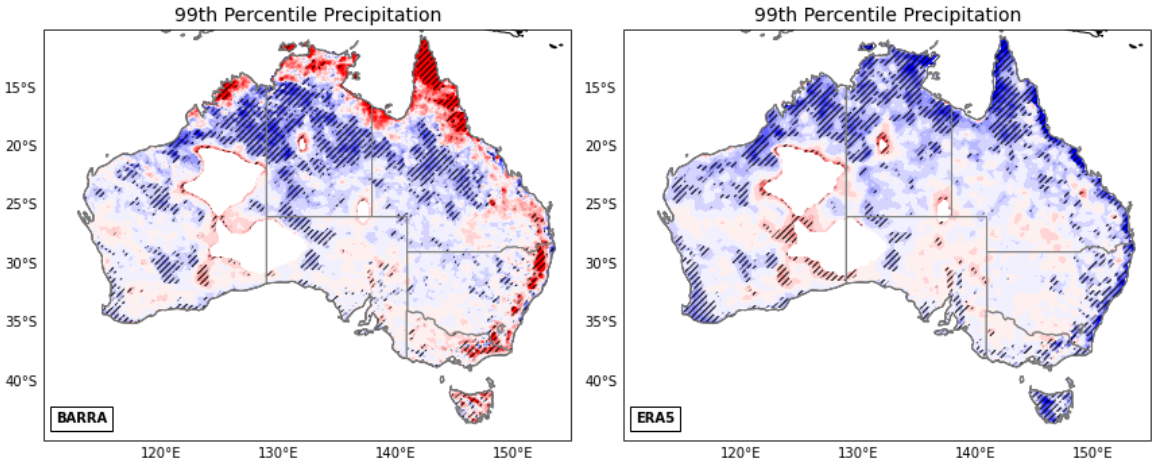 99th Percentile Precipitation
99th Percentile Precipitation
15°S
20°S
25°S
30°S
35°S
40°S
BARRA
120°E
130°E
140°E
150°E
15°S
20°S
25°S
30°S
35°S
40°S
ERA5
120°E
130°E
140°E
150°E